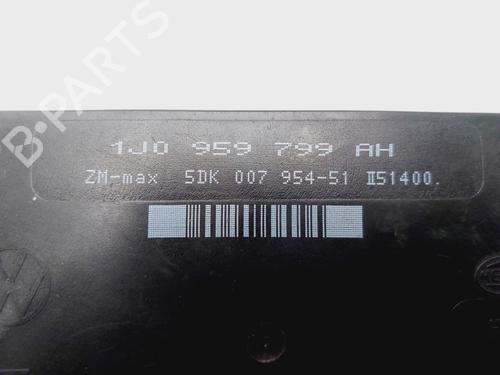 B-PARTS
1J0 959 799 AH
ZM-max 5DK 007 954-51 II51400.